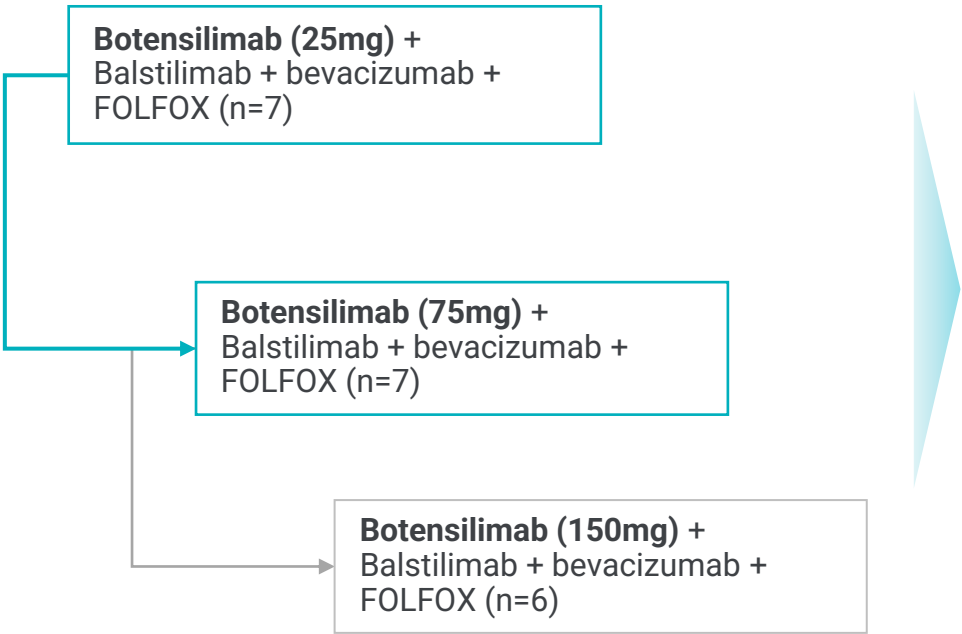 Botensilimab (25mg) +
Balstilimab + bevacizumab +
FOLFOX (n=7)
Botensilimab (75mg) +
Balstilimab + bevacizumab +
FOLFOX (n=7)
Botensilimab (150mg) +
Balstilimab + bevacizumab +
FOLFOX (n=6)